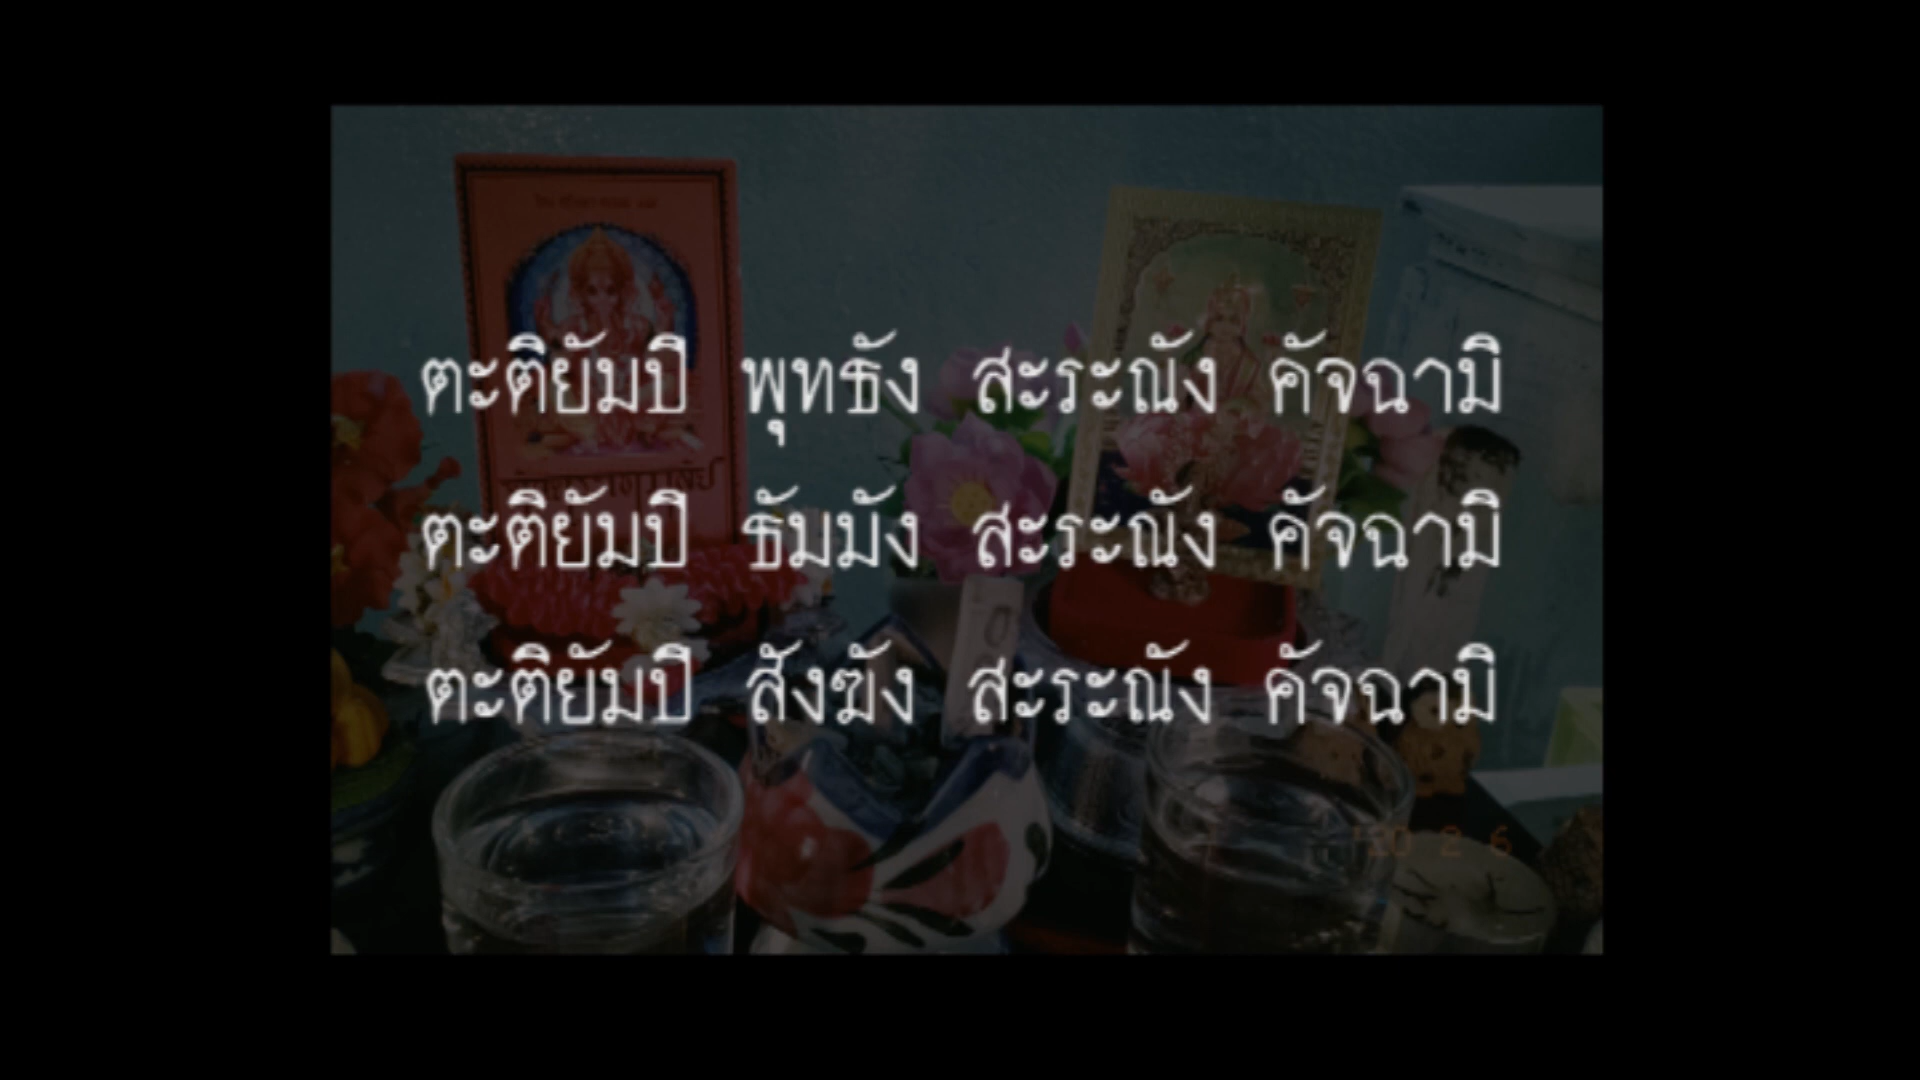 ตะติยัมปิ พุทธัง สะระณัง คัจฉามิ
ตะติยัมปิ ธัมมัง สะระณัง คัจฉามิ
ตะติยัมปิ สังฆัง สะระณัง คัจฉามิ